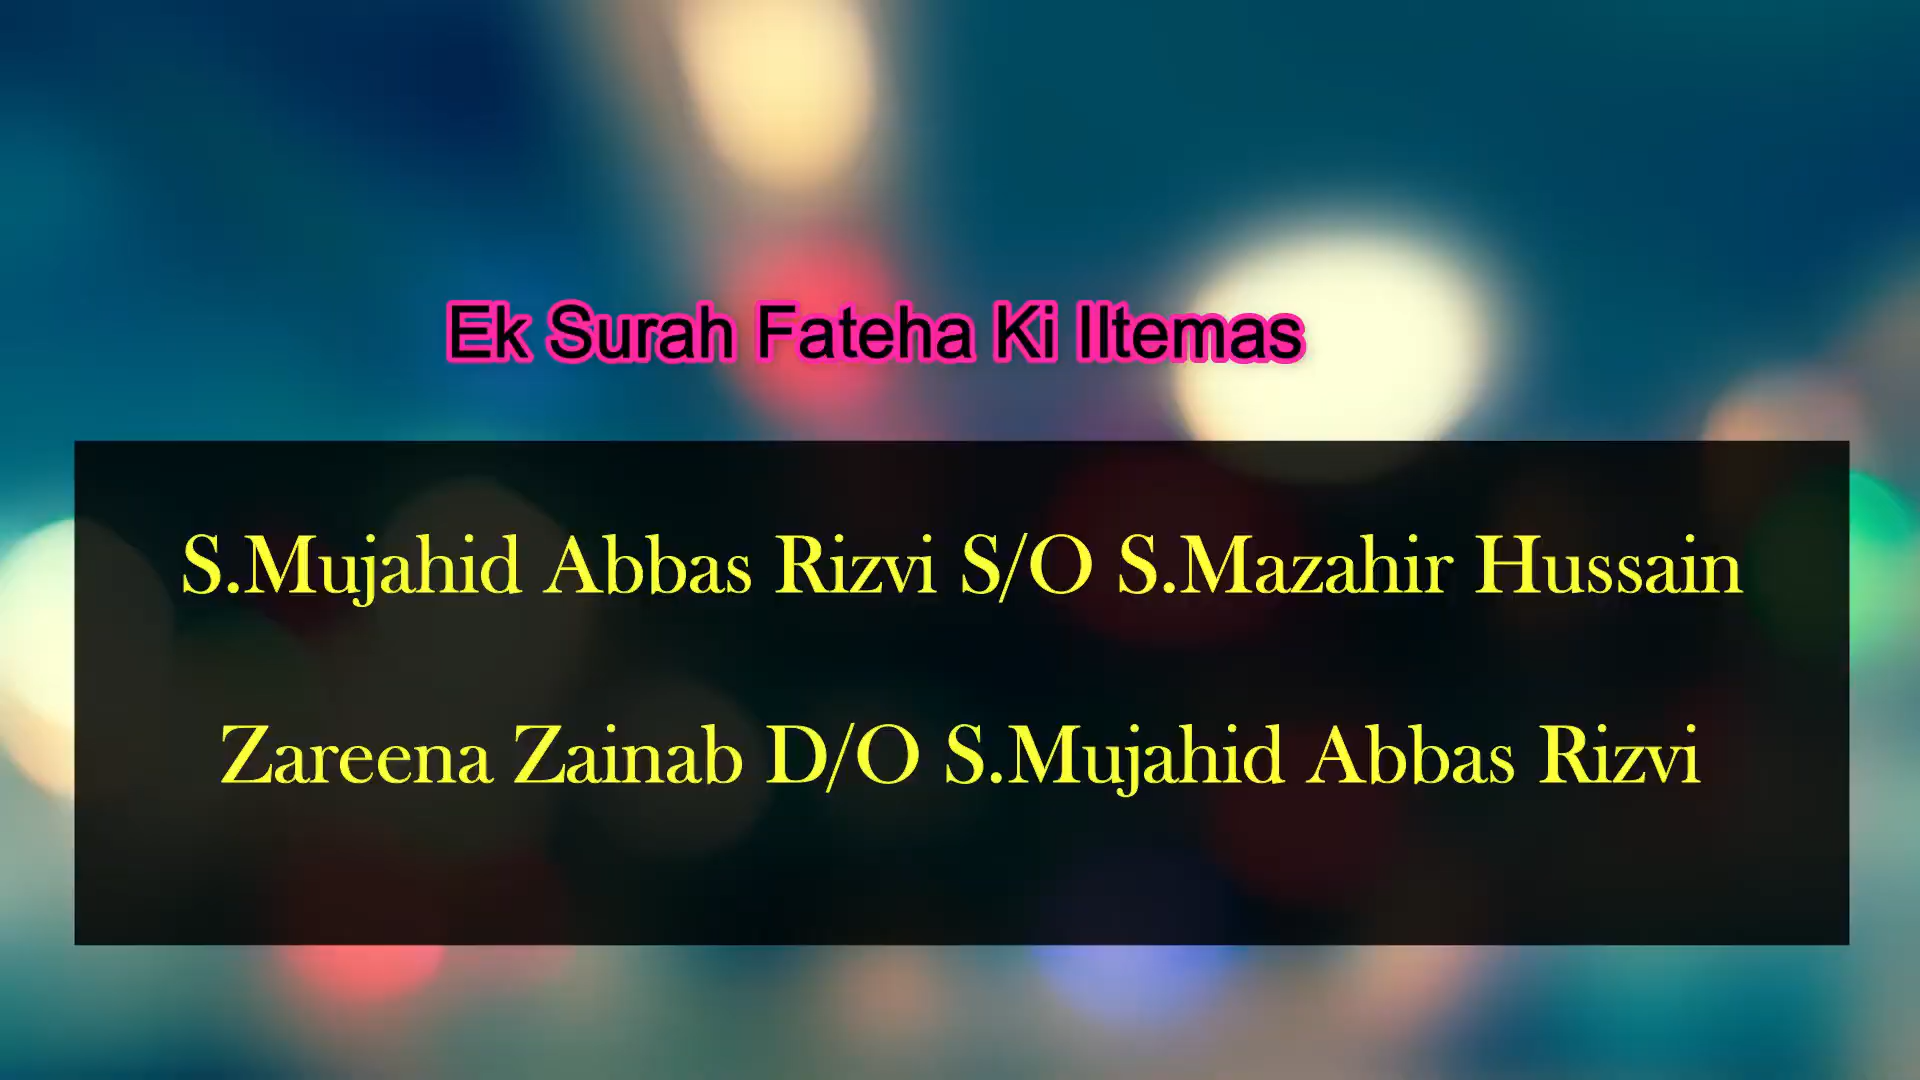 Ek Surah Fateha Ki Iltemas
S.Mujahid Abbas Rizvi S/O S.Mazahir Hussain
Zareena Zainab D/O S.Mujahid Abbas Rizvi